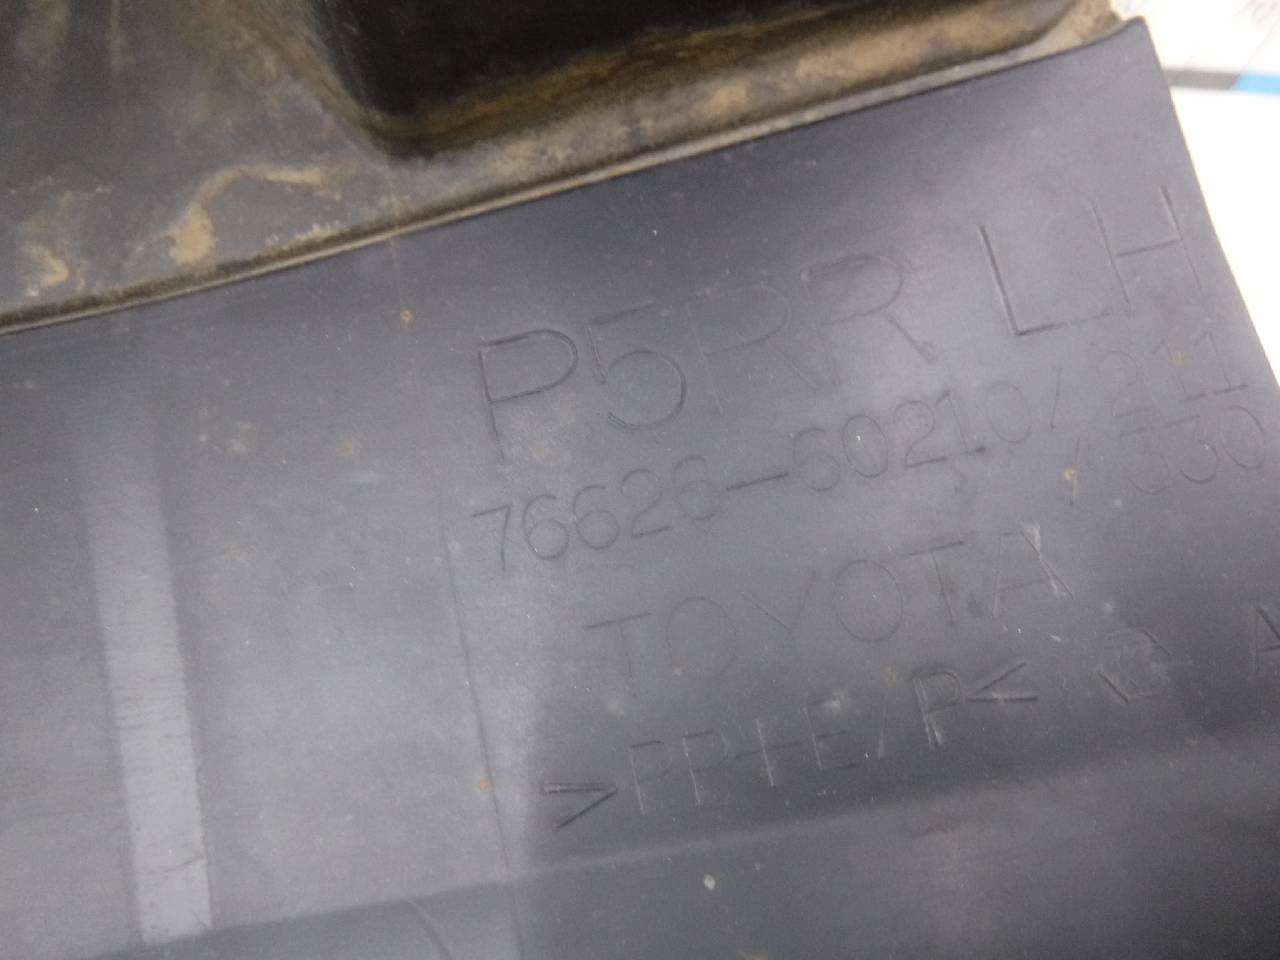 P5RR LH
76626-60210/211
/330
TOYOTA
>PP+E/P<
A